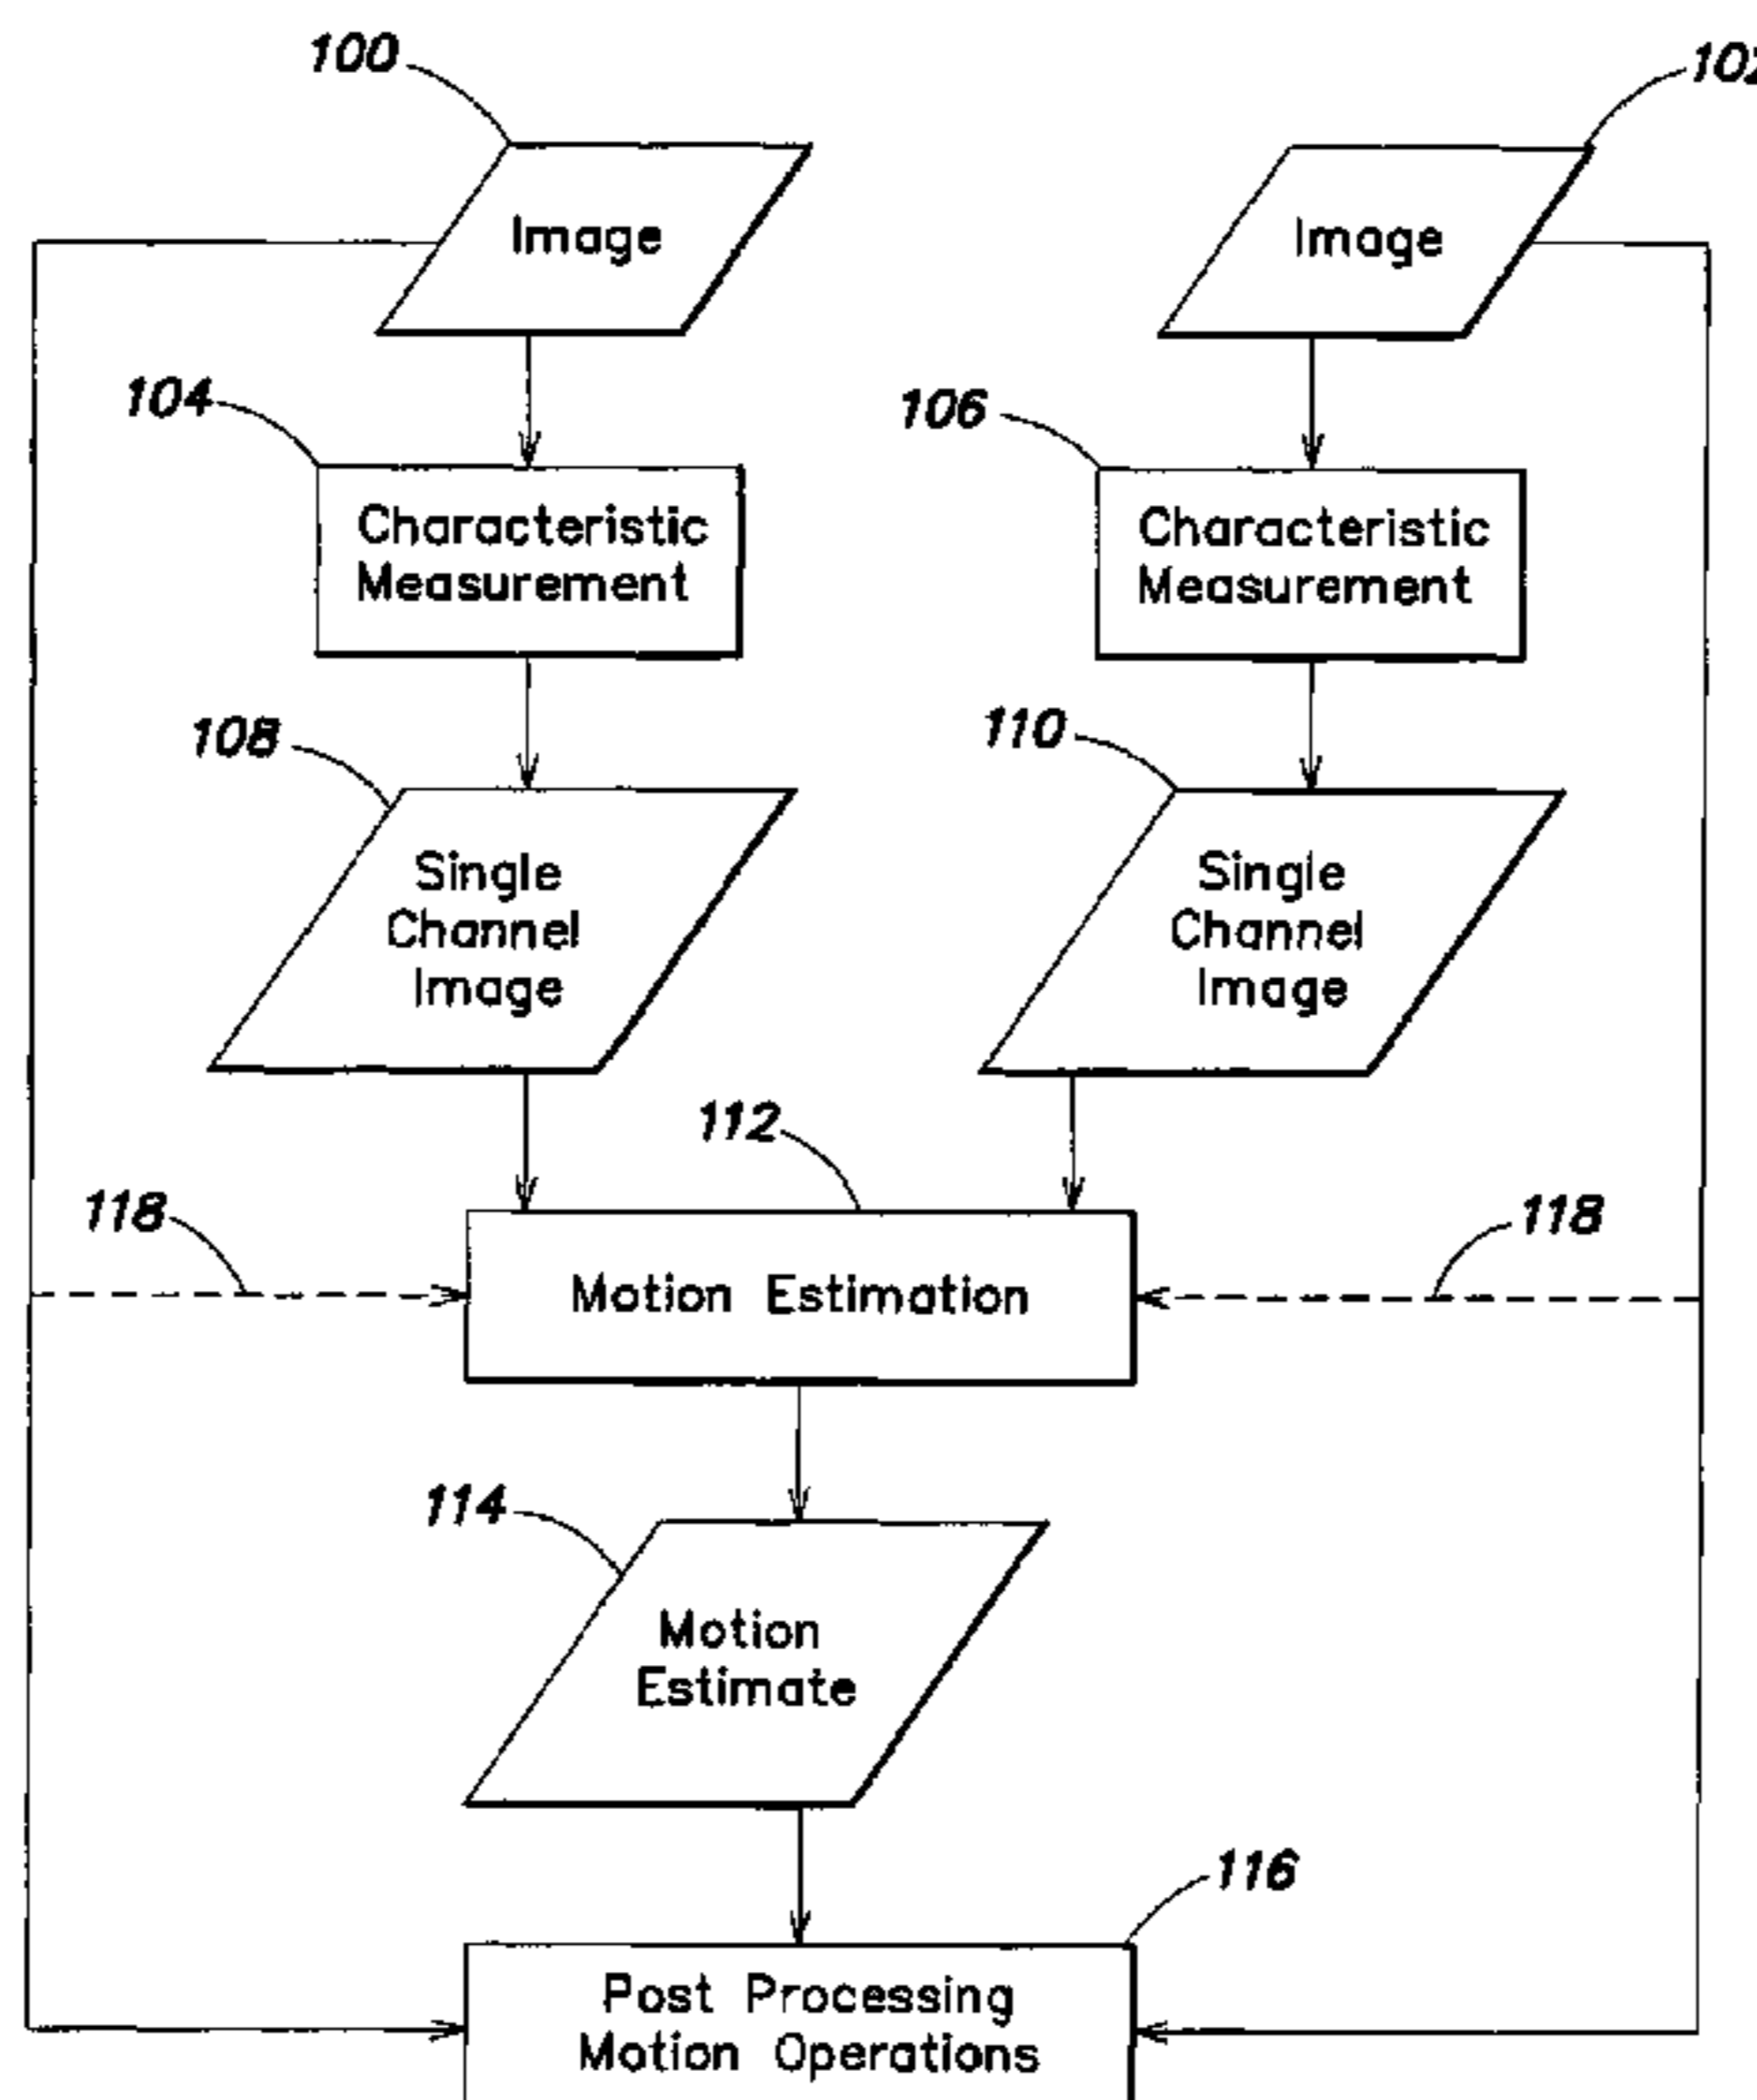 100
102
Image
Image
104
106
Characteristic
Measurement
Characteristic
Measurement
108
110
Single
Channel
Image
Single
Channel
Image
112
118
118
Motion Estimation
114
Motion
Estimate
116
Post Processing
Motion Operations